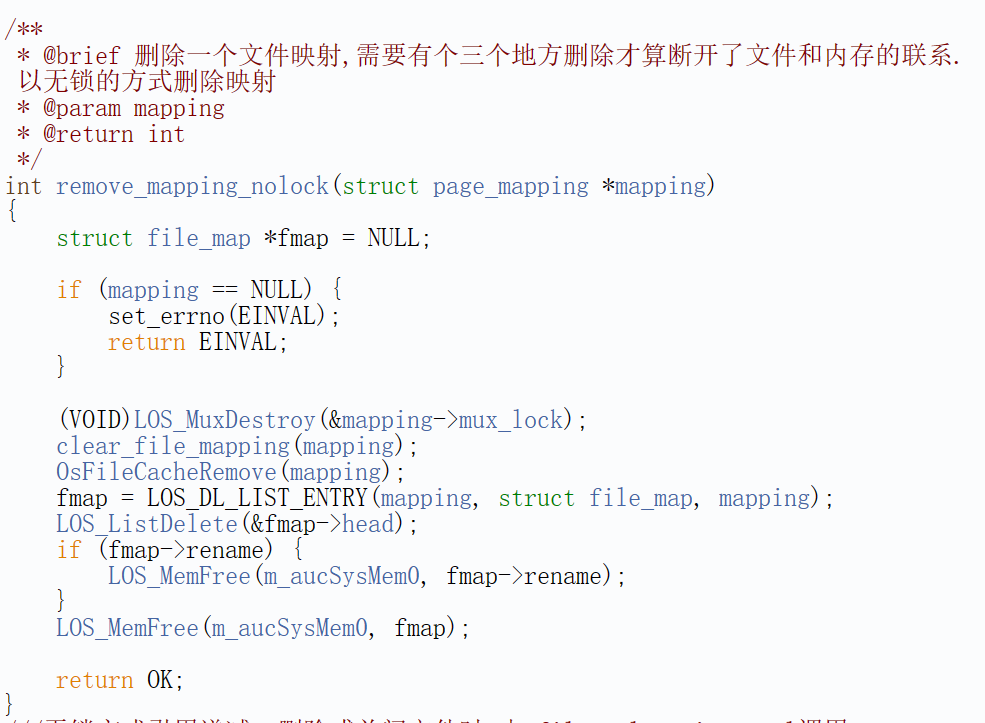 /**
 * @brief 删除一个文件映射,需要有个三个地方删除才算断开了文件和内存的联系.
 以无锁的方式删除映射
 * @param mapping
 * @return int
 */
int remove_mapping_nolock(struct page_mapping *mapping)
{
    struct file_map *fmap = NULL;

    if (mapping == NULL) {
        set_errno(EINVAL);
        return EINVAL;
    }

    (VOID)LOS_MuxDestroy(&mapping->mux_lock);
    clear_file_mapping(mapping);
    OsFileCacheRemove(mapping);
    fmap = LOS_DL_LIST_ENTRY(mapping, struct file_map, mapping);
    LOS_ListDelete(&fmap->head);
    if (fmap->rename) {
        LOS_MemFree(m_aucSysMem0, fmap->rename);
    }
    LOS_MemFree(m_aucSysMem0, fmap);

    return OK;
}